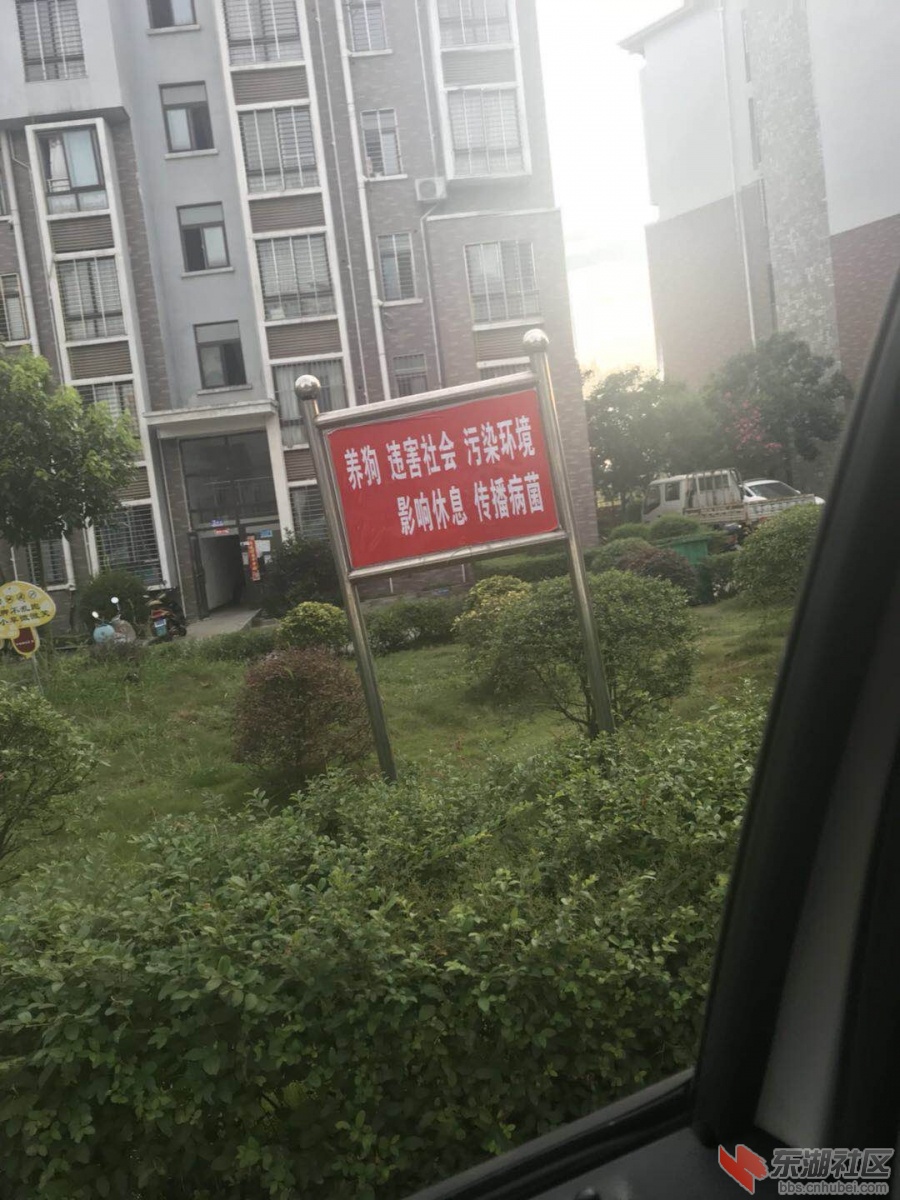 养狗 违害社会 污染环境
影响休息 传播病菌
东湖社区
bbs.cnhubei.com